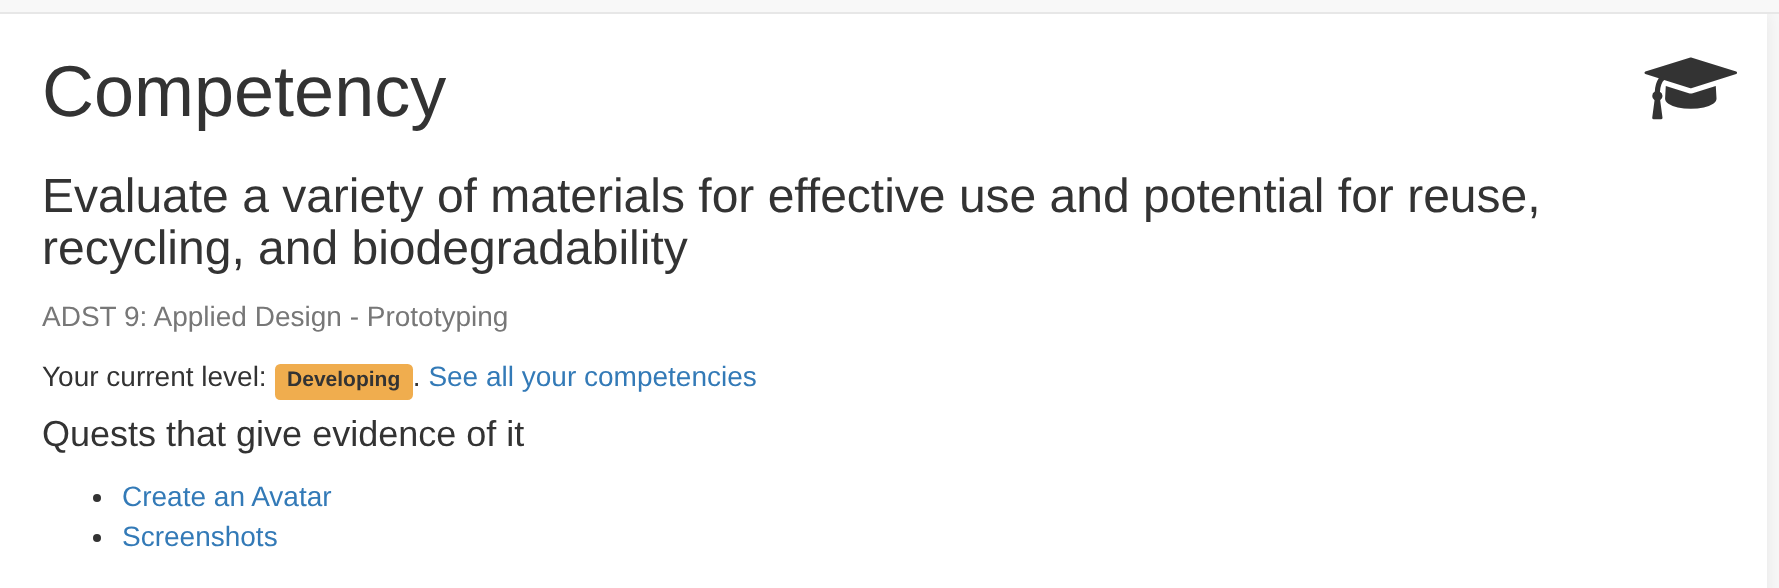 Competency
Evaluate a variety of materials for effective use and potential for reuse,
recycling, and biodegradability
ADST 9: Applied Design - Prototyping
Your current level: Developing. See all your competencies
Quests that give evidence of it
• Create an Avatar
• Screenshots